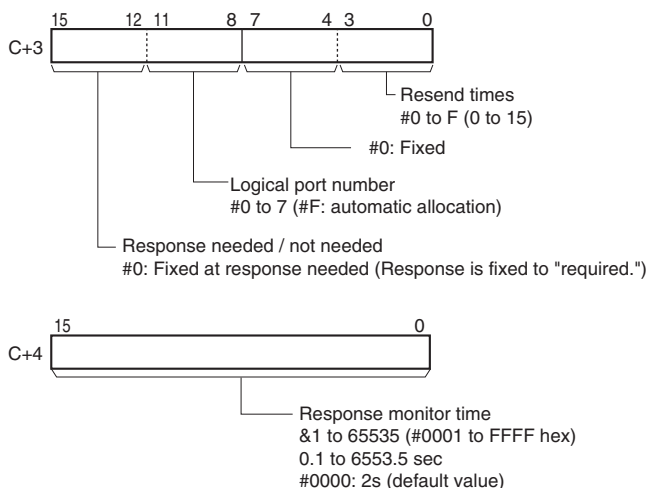 15 12 11 8 7 4 3 0
C+3
Resend times
#0 to F (0 to 15)
#0: Fixed
Logical port number
#0 to 7 (#F: automatic allocation)
Response needed / not needed
#0: Fixed at response needed (Response is fixed to "required.")
15 0
C+4
Response monitor time
&1 to 65535 (#0001 to FFFF hex)
0.1 to 6553.5 sec
#0000: 2s (default value)